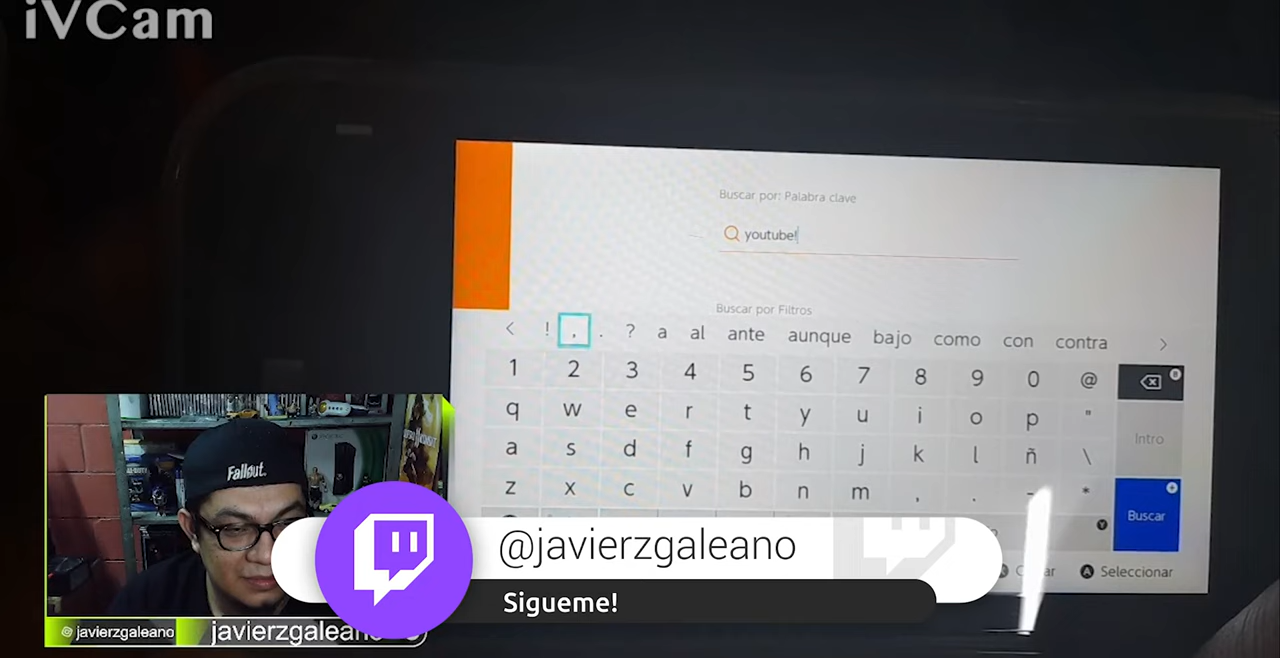 iVCam
Buscar por: Palabra clave
youtube!
Buscar por Filtros
< ! , . ? a al ante aunque bajo como con contra >
1 2 3 4 5 6 7 8 9 0 @
q w e r t y u i o p "
a s d f g h j k l ñ \
Intro
z x c v b n m , . - *
Buscar
A Seleccionar
Fallout
@javierzgaleano
Sigueme!
javierzgaleano
javierzgaleano